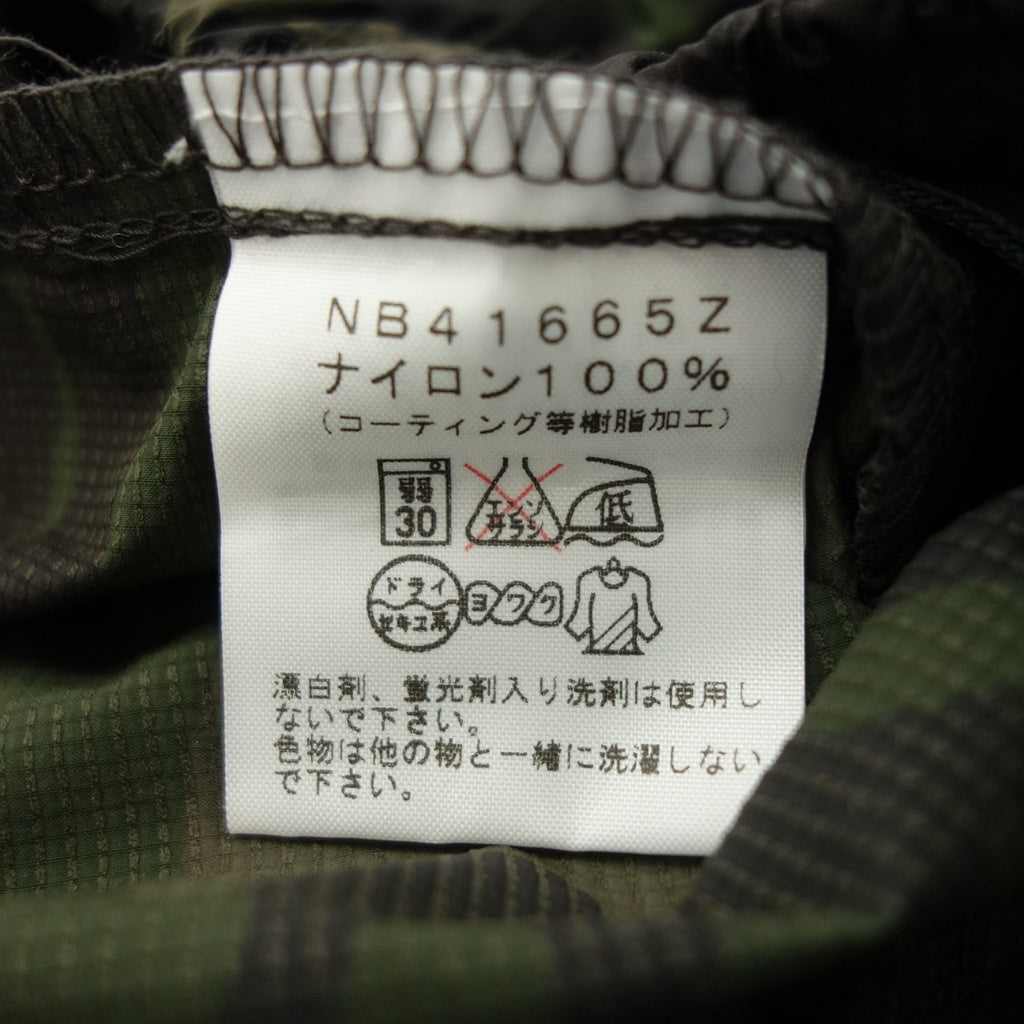 NB41665Z
ナイロン100%
(コーティング等樹脂加工)
弱
30
エンソ
サラシ
低
ドライ
セキユ系
ヨワク
漂白剤、蛍光剤入り洗剤は使用し
ないで下さい。
色物は他の物と一緒に洗濯しない
で下さい。